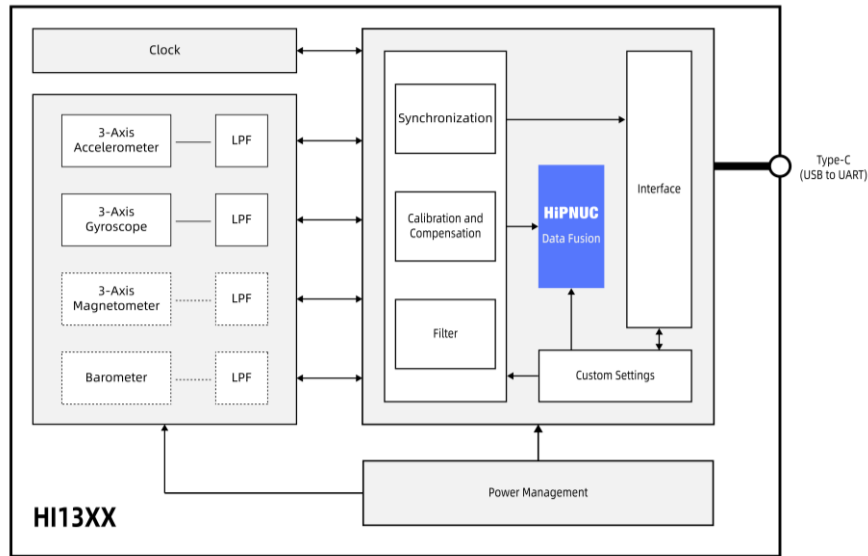 Clock
3-Axis
Accelerometer
LPF
3-Axis
Gyroscope
LPF
3-Axis
Magnetometer
LPF
Barometer
LPF
Synchronization
Calibration and
Compensation
Filter
HiPNUC
Data Fusion
Interface
Custom Settings
Type-C
(USB to UART)
Power Management
HI13XX